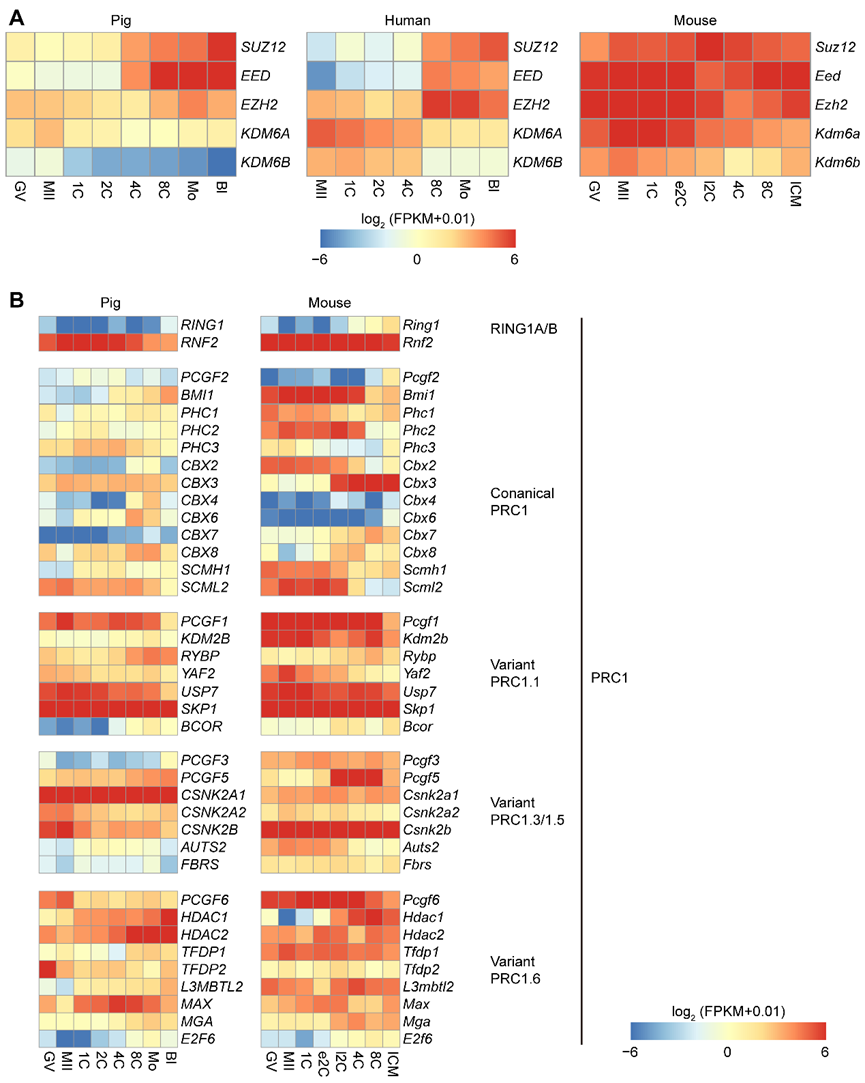 A
Pig
Human
Mouse
SUZ12
EED
EZH2
KDM6A
KDM6B
GV MII 1C 2C 4C 8C Mo Bl
SUZ12
EED
EZH2
KDM6A
KDM6B
MII 1C 2C 4C 8C Mo Bl
Suz12
Eed
Ezh2
Kdm6a
Kdm6b
GV MII 1C e2C l2C 4C 8C ICM
log2 (FPKM+0.01)
−6 0 6
B
Pig
Mouse
RING1 Ring1
RNF2 Rnf2
RING1A/B
PCGF2 Pcgf2
BMI1 Bmi1
PHC1 Phc1
PHC2 Phc2
PHC3 Phc3
CBX2 Cbx2
CBX3 Cbx3
CBX4 Cbx4
CBX6 Cbx6
CBX7 Cbx7
CBX8 Cbx8
SCMH1 Scmh1
SCML2 Scml2
Conanical
PRC1
PCGF1 Pcgf1
KDM2B Kdm2b
RYBP Rybp
YAF2 Yaf2
USP7 Usp7
SKP1 Skp1
BCOR Bcor
Variant
PRC1.1
PRC1
PCGF3 Pcgf3
PCGF5 Pcgf5
CSNK2A1 Csnk2a1
CSNK2A2 Csnk2a2
CSNK2B Csnk2b
AUTS2 Auts2
FBRS Fbrs
Variant
PRC1.3/1.5
PCGF6 Pcgf6
HDAC1 Hdac1
HDAC2 Hdac2
TFDP1 Tfdp1
TFDP2 Tfdp2
L3MBTL2 L3mbtl2
MAX Max
MGA Mga
E2F6 E2f6
Variant
PRC1.6
GV MII 1C 2C 4C 8C Mo Bl
GV MII 1C e2C l2C 4C 8C ICM
log2 (FPKM+0.01)
−6 0 6